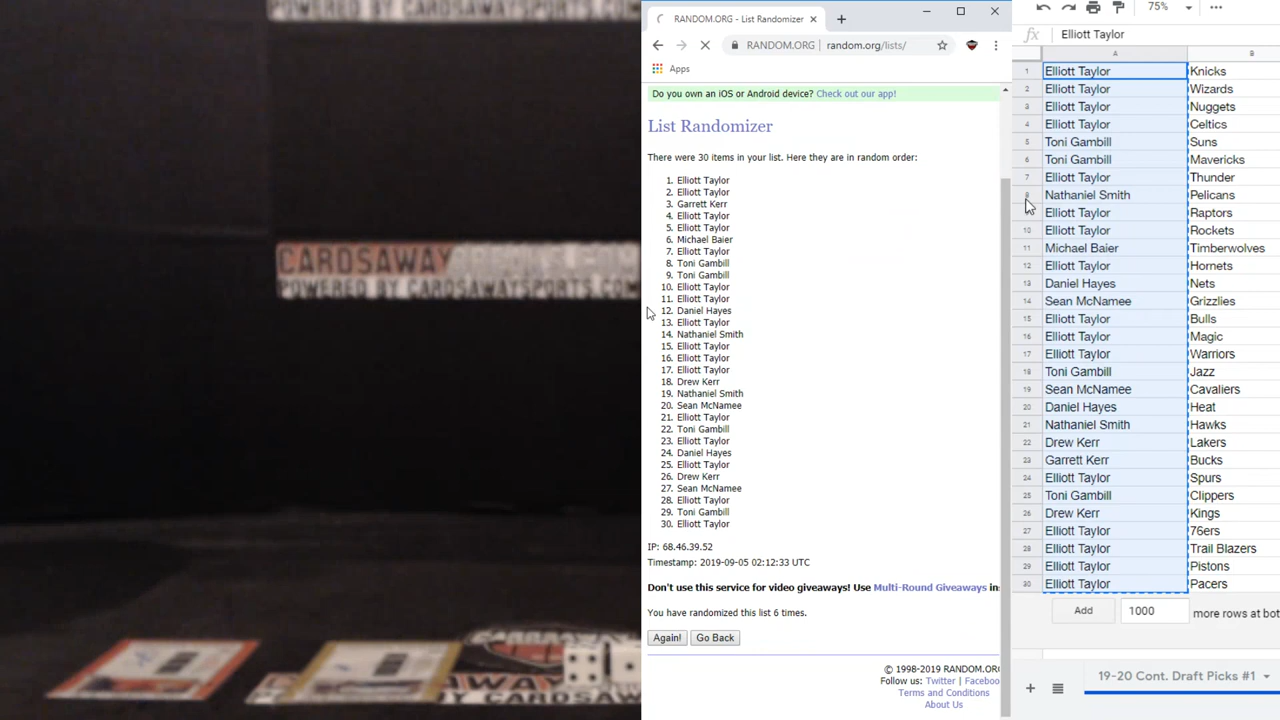 CARDSAWAY
POWERED BY CARDSAWAYSPORTS.COM
RANDOM.ORG - List Randomizer
RANDOM.ORG
random.org/lists/
Apps
Do you own an iOS or Android device? Check out our app!
List Randomizer
There were 30 items in your list. Here they are in random order:
1. Elliott Taylor
2. Elliott Taylor
3. Garrett Kerr
4. Elliott Taylor
5. Elliott Taylor
6. Michael Baier
7. Elliott Taylor
8. Toni Gambill
9. Toni Gambill
10. Elliott Taylor
11. Elliott Taylor
12. Daniel Hayes
13. Elliott Taylor
14. Nathaniel Smith
15. Elliott Taylor
16. Elliott Taylor
17. Elliott Taylor
18. Drew Kerr
19. Nathaniel Smith
20. Sean McNamee
21. Elliott Taylor
22. Toni Gambill
23. Elliott Taylor
24. Daniel Hayes
25. Elliott Taylor
26. Drew Kerr
27. Sean McNamee
28. Elliott Taylor
29. Toni Gambill
30. Elliott Taylor
IP: 68.46.39.52
Timestamp: 2019-09-05 02:12:33 UTC
Don't use this service for video giveaways! Use Multi-Round Giveaways in
You have randomized this list 6 times.
Again! Go Back
© 1998-2019 RANDOM.OR
Follow us: Twitter | Faceboo
Terms and Conditions
About Us
75%
fx Elliott Taylor
A B
1 Elliott Taylor Knicks
2 Elliott Taylor Wizards
3 Elliott Taylor Nuggets
4 Elliott Taylor Celtics
5 Toni Gambill Suns
6 Toni Gambill Mavericks
7 Elliott Taylor Thunder
8 Nathaniel Smith Pelicans
9 Elliott Taylor Raptors
10 Elliott Taylor Rockets
11 Michael Baier Timberwolves
12 Elliott Taylor Hornets
13 Daniel Hayes Nets
14 Sean McNamee Grizzlies
15 Elliott Taylor Bulls
16 Elliott Taylor Magic
17 Elliott Taylor Warriors
18 Toni Gambill Jazz
19 Sean McNamee Cavaliers
20 Daniel Hayes Heat
21 Nathaniel Smith Hawks
22 Drew Kerr Lakers
23 Garrett Kerr Bucks
24 Elliott Taylor Spurs
25 Toni Gambill Clippers
26 Drew Kerr Kings
27 Elliott Taylor 76ers
28 Elliott Taylor Trail Blazers
29 Elliott Taylor Pistons
30 Elliott Taylor Pacers
Add 1000 more rows at bot
19-20 Cont. Draft Picks #1